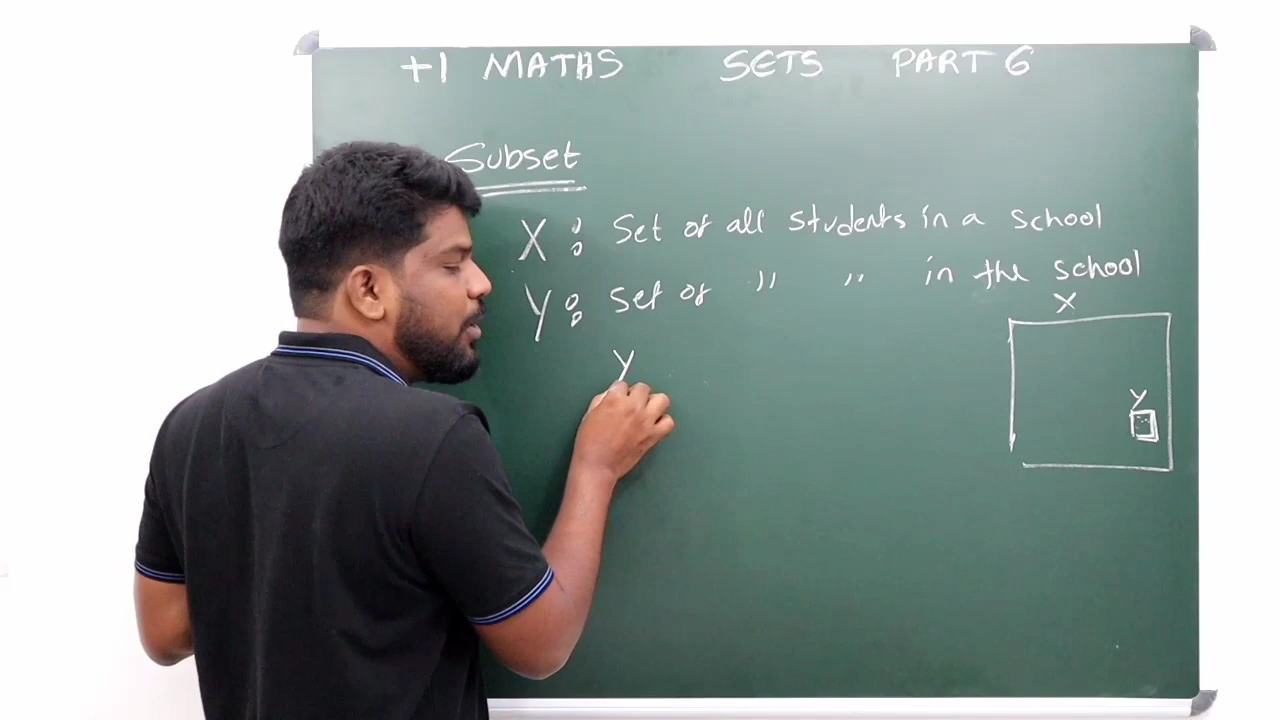 +1 MATHS SETS PART 6
Subset
X : Set of all students in a school
Y : Set of " " in the school
X
Y
Y